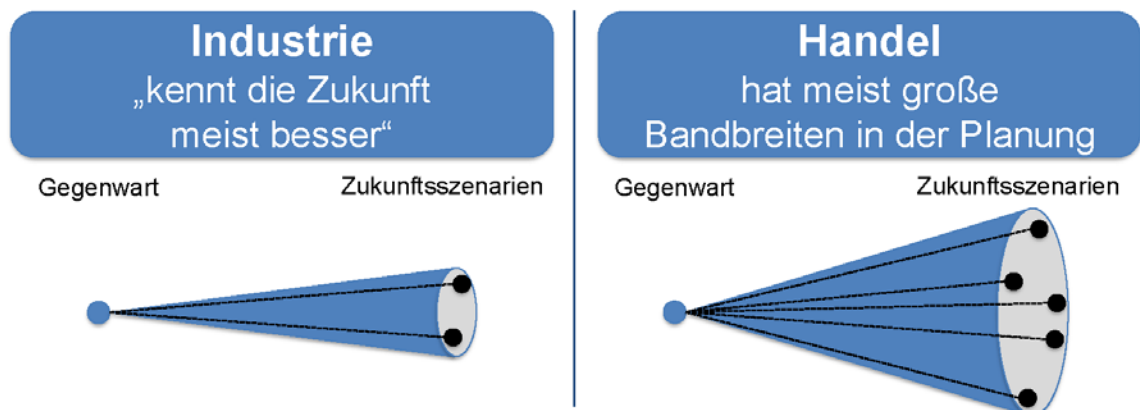 Industrie
„kennt die Zukunft
meist besser“
Gegenwart
Zukunftsszenarien
Handel
hat meist große
Bandbreiten in der Planung
Gegenwart
Zukunftsszenarien